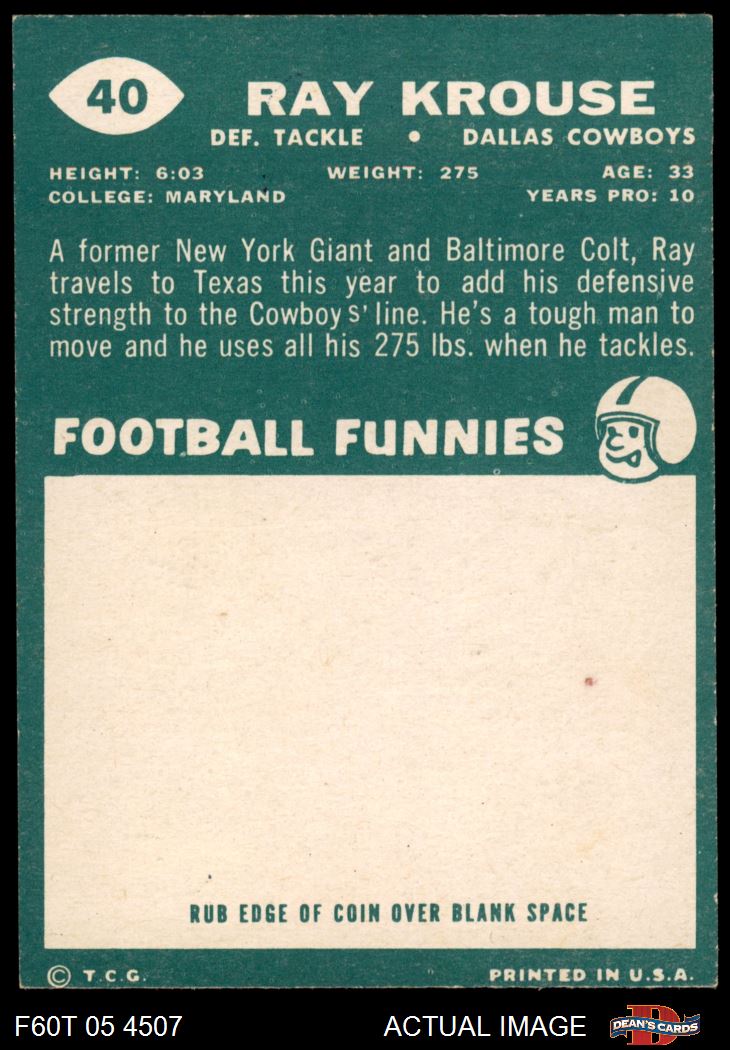 40
RAY KROUSE
DEF. TACKLE • DALLAS COWBOYS
HEIGHT: 6:03 WEIGHT: 275 AGE: 33
COLLEGE: MARYLAND YEARS PRO: 10
A former New York Giant and Baltimore Colt, Ray
travels to Texas this year to add his defensive
strength to the Cowboys' line. He's a tough man to
move and he uses all his 275 lbs. when he tackles.
FOOTBALL FUNNIES
RUB EDGE OF COIN OVER BLANK SPACE
© T.C.G. PRINTED IN U.S.A.
F60T 05 4507 ACTUAL IMAGE D DEAN'S CARDS